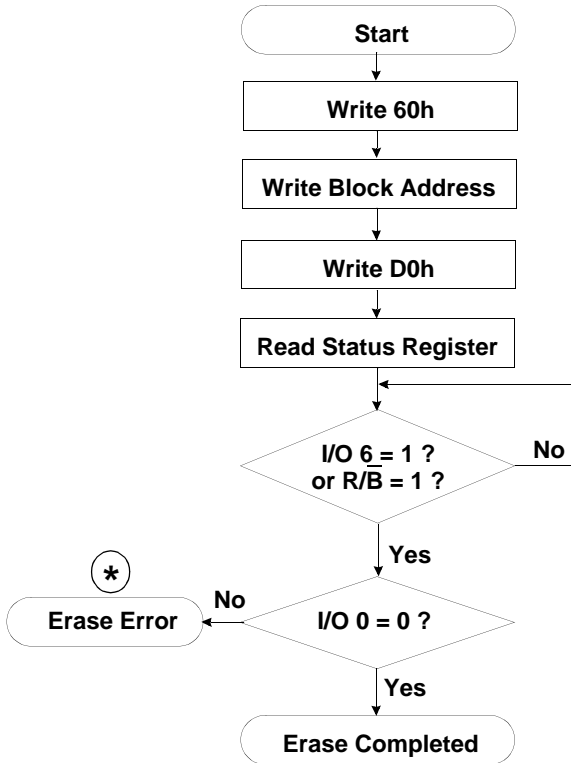 Start
Write 60h
Write Block Address
Write D0h
Read Status Register
I/O 6 = 1 ?
or R/B̅ = 1 ?
No
Yes
*
No
Erase Error
I/O 0 = 0 ?
Yes
Erase Completed